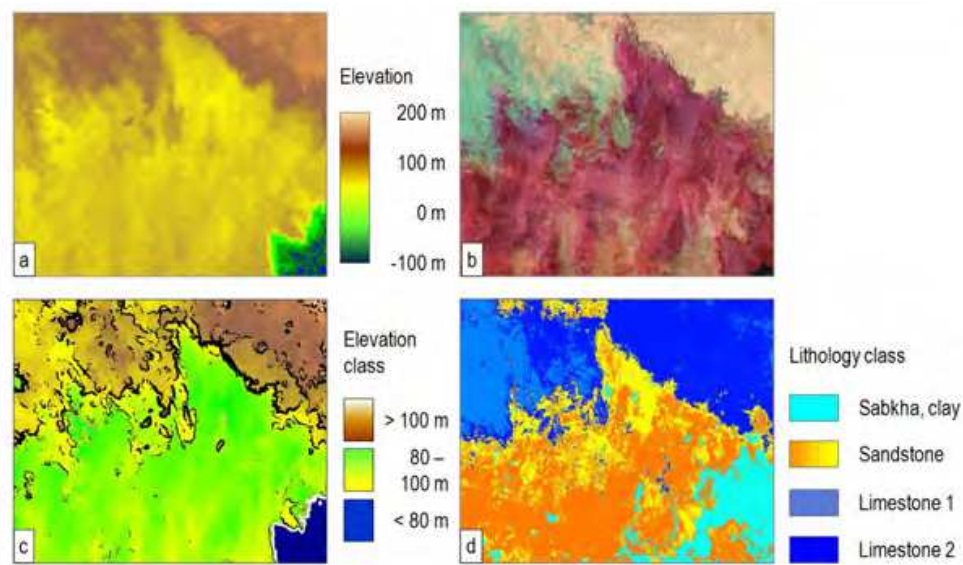 Elevation
200 m
100 m
0 m
-100 m
a
b
Elevation
class
> 100 m
80 –
100 m
< 80 m
c
Lithology class
Sabkha, clay
Sandstone
Limestone 1
Limestone 2
d